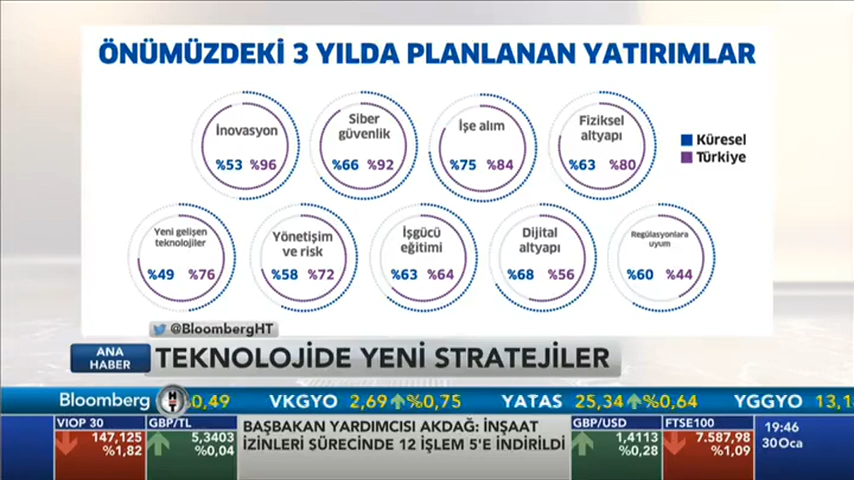 ÖNÜMÜZDEKİ 3 YILDA PLANLANAN YATIRIMLAR
İnovasyon
%53 %96
Siber
güvenlik
%66 %92
İşe alım
%75 %84
Fiziksel
altyapı
%63 %80
Küresel
Türkiye
Yeni gelişen
teknolojiler
%49 %76
Yönetişim
ve risk
%58 %72
İşgücü
eğitimi
%63 %64
Dijital
altyapı
%68 %56
Regülasyonlara
uyum
%60 %44
@BloombergHT
ANA
HABER
TEKNOLOJİDE YENİ STRATEJİLER
Bloomberg HT 0,49 VKGYO 2,69 %0,75 YATAS 25,34 %0,64 YGGYO 13,1
VIOP 30
147,125
%1,82
GBP/TL
5,3403
%0,04
BAŞBAKAN YARDIMCISI AKDAĞ: İNŞAAT
İZİNLERİ SÜRECİNDE 12 İŞLEM 5'E İNDİRİLDİ
GBP/USD
1,4113
%0,28
FTSE100
7.587,98
%1,09
19:46
30 Oca